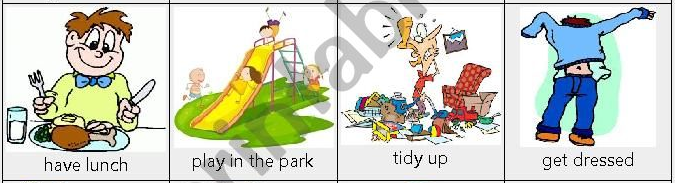 have lunch
play in the park
tidy up
get dressed